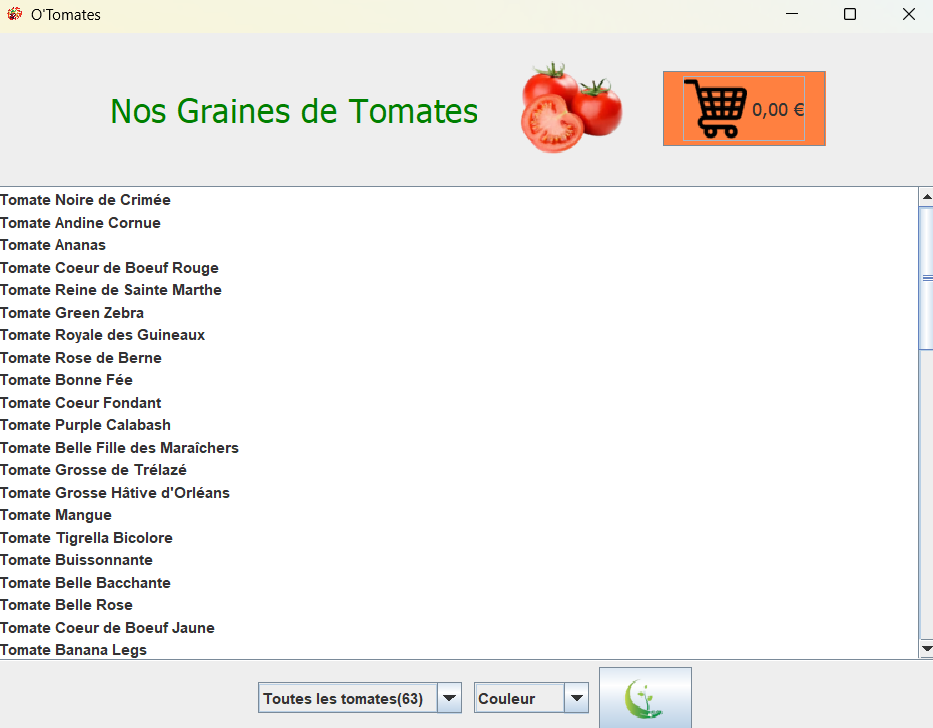 O'Tomates
Nos Graines de Tomates
0,00 €
Tomate Noire de Crimée
Tomate Andine Cornue
Tomate Ananas
Tomate Coeur de Boeuf Rouge
Tomate Reine de Sainte Marthe
Tomate Green Zebra
Tomate Royale des Guineaux
Tomate Rose de Berne
Tomate Bonne Fée
Tomate Coeur Fondant
Tomate Purple Calabash
Tomate Belle Fille des Maraîchers
Tomate Grosse de Trélazé
Tomate Grosse Hâtive d'Orléans
Tomate Mangue
Tomate Tigrella Bicolore
Tomate Buissonnante
Tomate Belle Bacchante
Tomate Belle Rose
Tomate Coeur de Boeuf Jaune
Tomate Banana Legs
Toutes les tomates(63)
Couleur